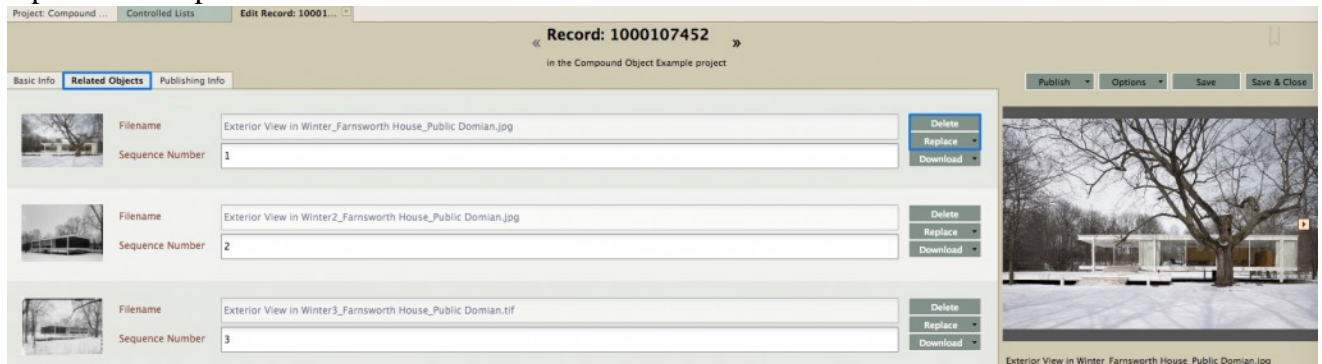 Project: Compound ... Controlled Lists Edit Record: 10001...
« Record: 1000107452 »
in the Compound Object Example project
Basic Info Related Objects Publishing Info Publish Options Save Save & Close
Filename Exterior View in Winter_Farnsworth House_Public Domian.jpg Delete
Replace
Sequence Number 1 Download
Filename Exterior View in Winter2_Farnsworth House_Public Domian.jpg Delete
Replace
Sequence Number 2 Download
Filename Exterior View in Winter3_Farnsworth House_Public Domian.tif Delete
Replace
Sequence Number 3 Download
Exterior View in Winter_Farnsworth House_Public Domian.jpg